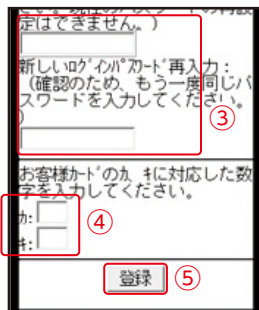 定はできません。)
新しいﾛｸﾞｲﾝﾊﾟｽﾜｰﾄﾞ再入力:
(確認のため、もう一度同じパ
スワードを入力してください。
)
③
お客様ｶｰﾄﾞのｶ､ｷに対応した数
字を入力してください。
ｶ:
④
ｷ:
登録
⑤